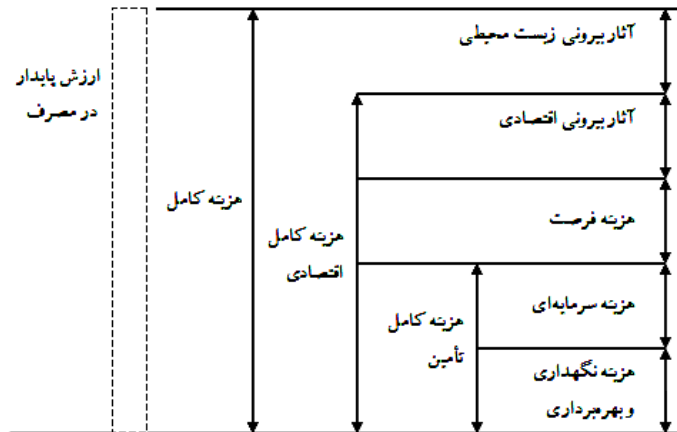 آثار بیرونی زیست محیطی
ارزش پایدار
در مصرف
آثار بیرونی اقتصادی
هزینه کامل
هزینه فرصت
هزینه کامل
اقتصادی
هزینه سرمایه‌ای
هزینه کامل
تأمین
هزینه نگهداری
و بهره‌برداری